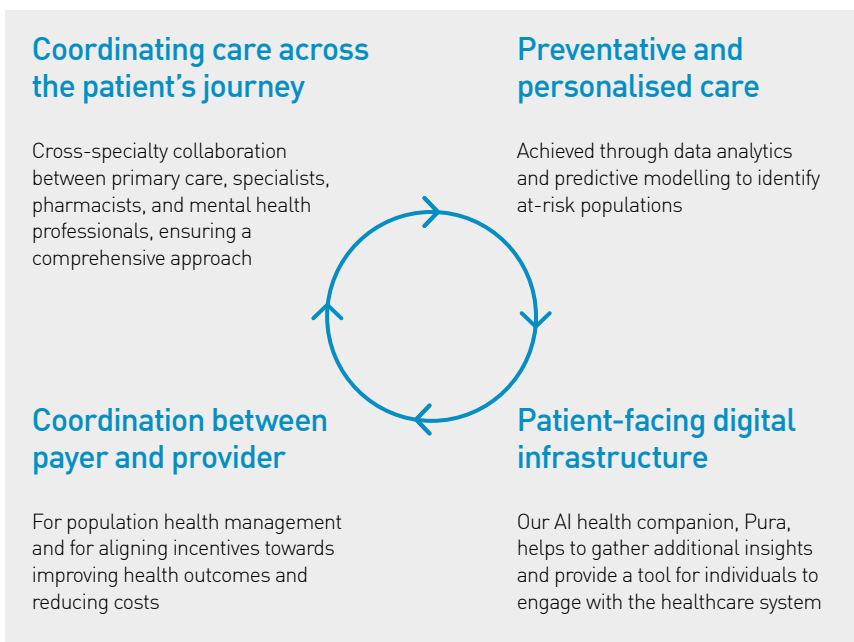 Coordinating care across
the patient's journey
Cross-specialty collaboration
between primary care, specialists,
pharmacists, and mental health
professionals, ensuring a
comprehensive approach
Preventative and
personalised care
Achieved through data analytics
and predictive modelling to identify
at-risk populations
Coordination between
payer and provider
For population health management
and for aligning incentives towards
improving health outcomes and
reducing costs
Patient-facing digital
infrastructure
Our AI health companion, Pura,
helps to gather additional insights
and provide a tool for individuals to
engage with the healthcare system